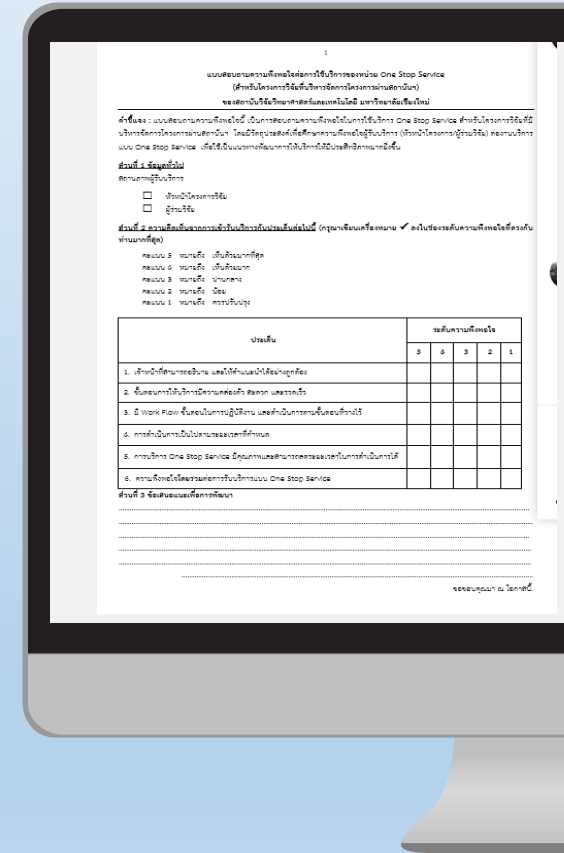 1
แบบสอบถามความพึงพอใจต่อการใช้บริการของหน่วย One Stop Service
(สำหรับโครงการวิจัยที่บริหารจัดการโครงการผ่านสถาบันฯ)
ของสถาบันวิจัยวิทยาศาสตร์และเทคโนโลยี มหาวิทยาลัยเชียงใหม่
คำชี้แจง : แบบสอบถามความพึงพอใจนี้ เป็นการสอบถามความพึงพอใจในการใช้บริการ One Stop Service สำหรับโครงการวิจัยที่มี
บริหารจัดการโครงการผ่านสถาบันฯ โดยมีวัตถุประสงค์เพื่อศึกษาความพึงพอใจผู้รับบริการ (หัวหน้าโครงการ/ผู้ร่วมวิจัย) ต่องานบริการ
แบบ One Stop Service เพื่อใช้เป็นแนวทางพัฒนาการให้บริการให้มีประสิทธิภาพมากยิ่งขึ้น
ส่วนที่ 1 ข้อมูลทั่วไป
สถานภาพผู้รับบริการ
☐ หัวหน้าโครงการวิจัย
☐ ผู้ร่วมวิจัย
ส่วนที่ 2 ความคิดเห็นจากการเข้ารับบริการกับประเด็นต่อไปนี้ (กรุณาเขียนเครื่องหมาย ✓ ลงในช่องระดับความพึงพอใจที่ตรงกับ
ท่านมากที่สุด)
คะแนน 5 หมายถึง เห็นด้วยมากที่สุด
คะแนน 4 หมายถึง เห็นด้วยมาก
คะแนน 3 หมายถึง ปานกลาง
คะแนน 2 หมายถึง น้อย
คะแนน 1 หมายถึง ควรปรับปรุง
ประเด็น ระดับความพึงพอใจ
5 4 3 2 1
1. เจ้าหน้าที่สามารถอธิบาย และให้คำแนะนำได้อย่างถูกต้อง
2. ขั้นตอนการให้บริการมีความคล่องตัว สะดวก และรวดเร็ว
3. มี Work Flow ขั้นตอนในการปฏิบัติงาน และดำเนินการตามขั้นตอนที่วางไว้
4. การดำเนินการเป็นไปตามระยะเวลาที่กำหนด
5. การบริการ One Stop Service มีคุณภาพและสามารถลดระยะเวลาในการดำเนินการได้
6. ความพึงพอใจโดยรวมต่อการรับบริการแบบ One Stop Service
ส่วนที่ 3 ข้อเสนอแนะเพื่อการพัฒนา
ขอขอบคุณมา ณ โอกาสนี้.